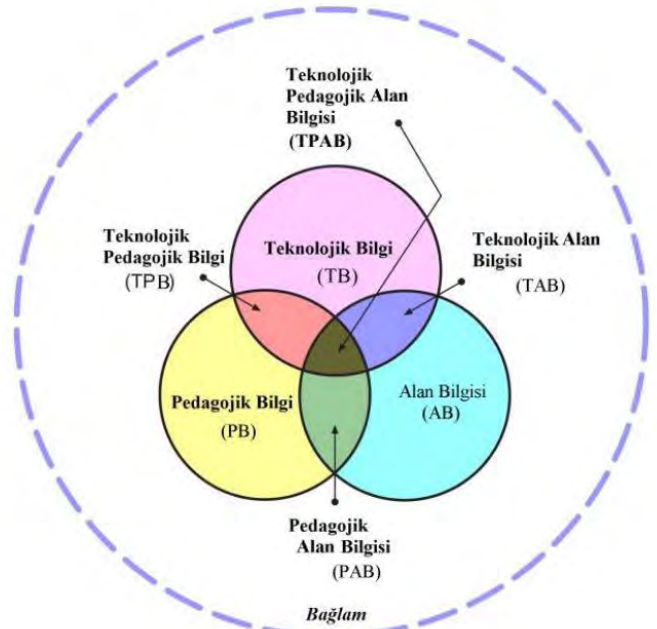 Teknolojik
Pedagojik Alan
Bilgisi
(TPAB)
Teknolojik
Pedagojik Bilgi
(TPB)
Teknolojik Bilgi
(TB)
Teknolojik Alan
Bilgisi
(TAB)
Pedagojik Bilgi
(PB)
Alan Bilgisi
(AB)
Pedagojik
Alan Bilgisi
(PAB)
Bağlam